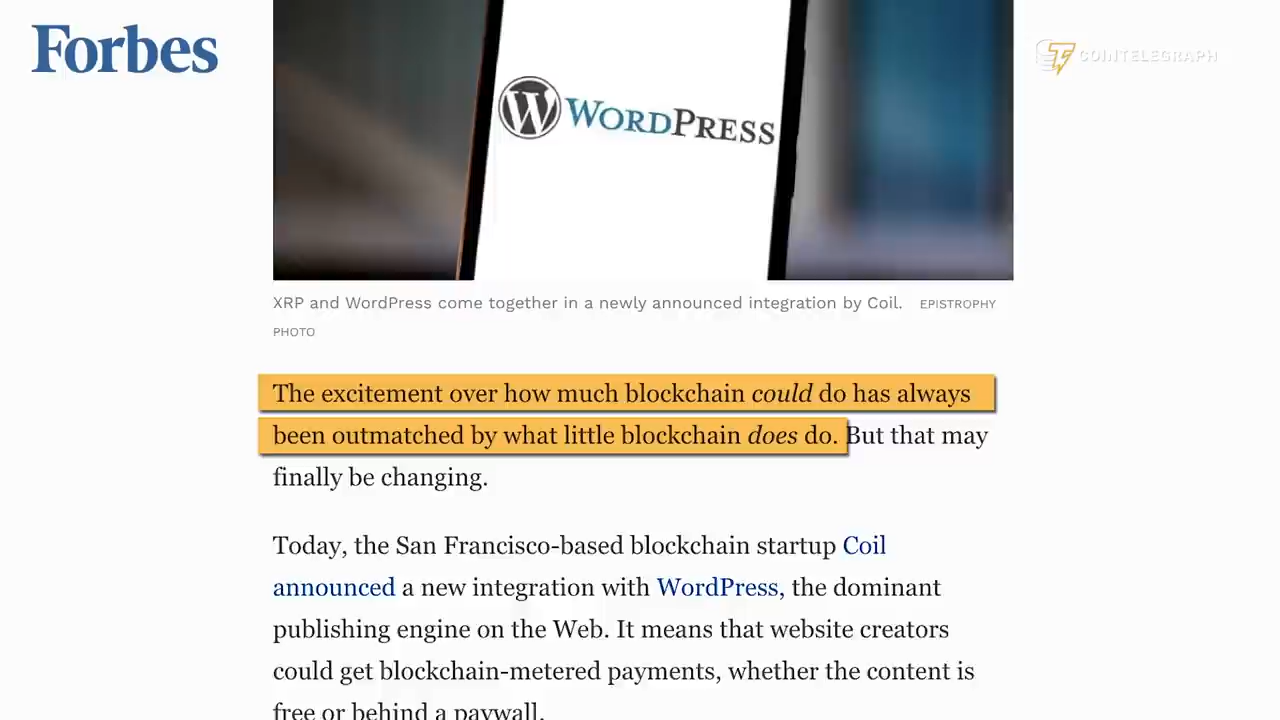 Forbes
COINTELEGRAPH
WORDPRESS
XRP and WordPress come together in a newly announced integration by Coil. EPISTROPHY
PHOTO
The excitement over how much blockchain could do has always
been outmatched by what little blockchain does do. But that may
finally be changing.
Today, the San Francisco-based blockchain startup Coil
announced a new integration with WordPress, the dominant
publishing engine on the Web. It means that website creators
could get blockchain-metered payments, whether the content is
free or behind a paywall.